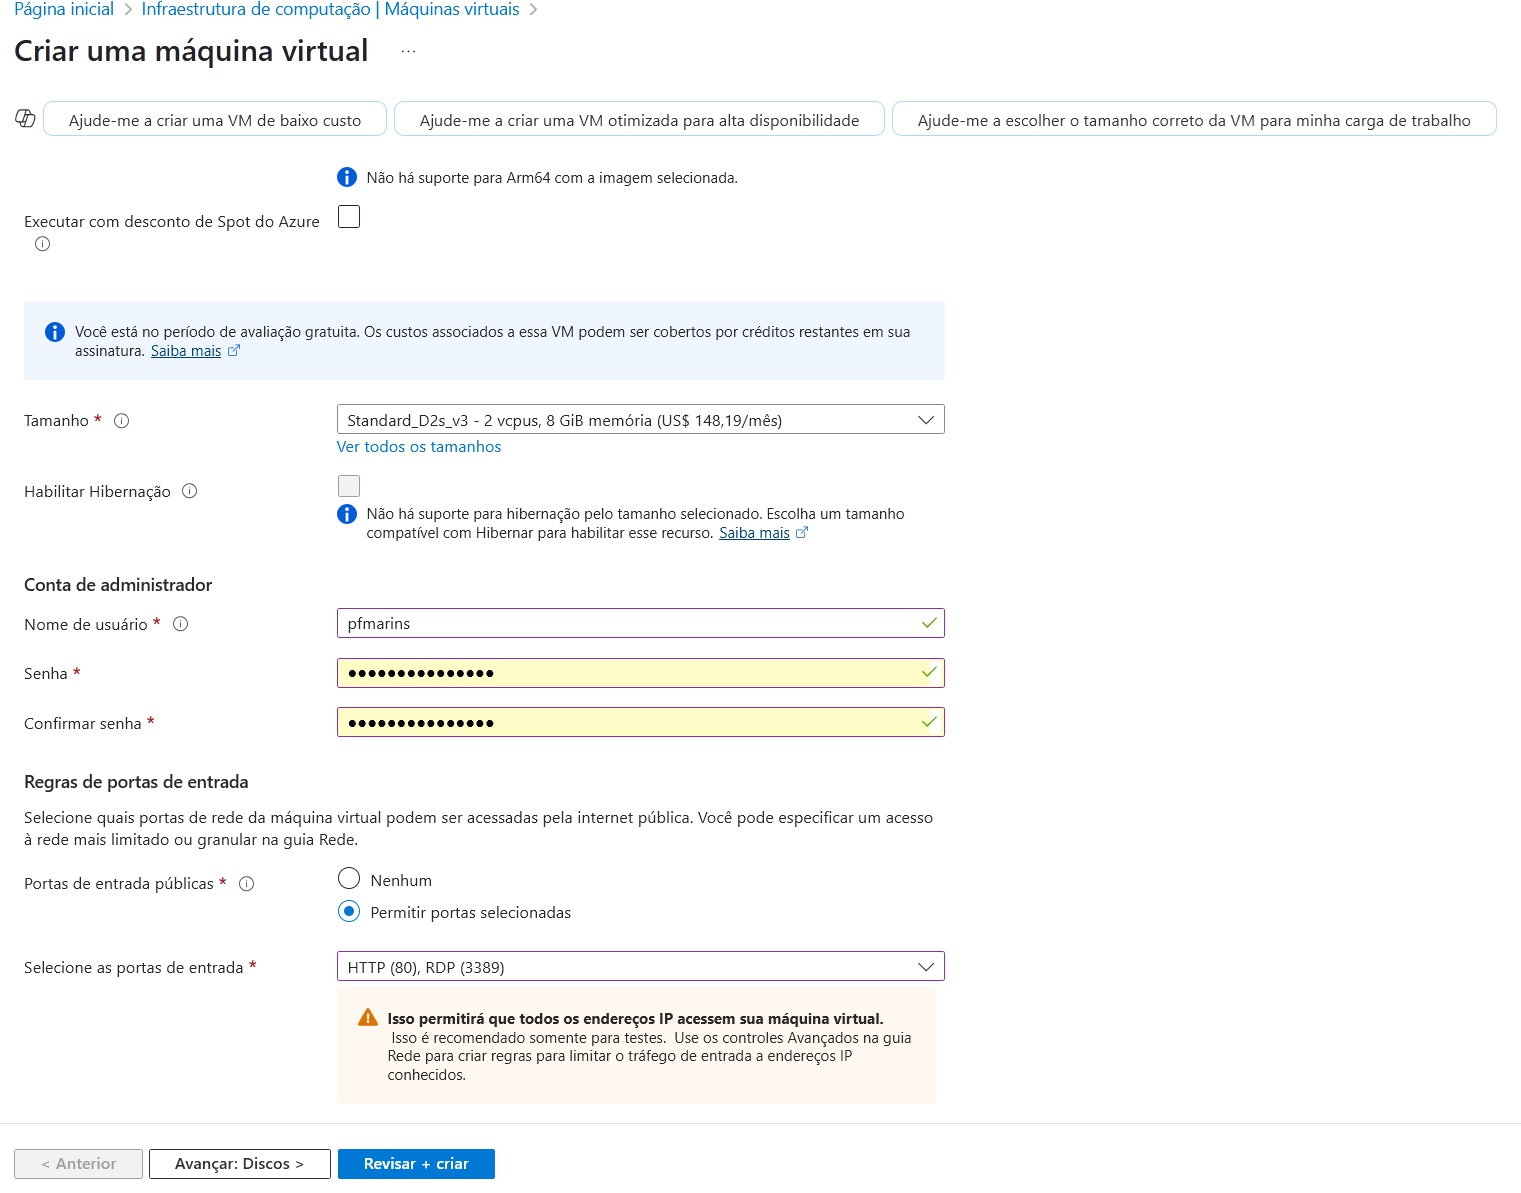 Página inicial > Infraestrutura de computação | Máquinas virtuais >
Criar uma máquina virtual ...
Ajude-me a criar uma VM de baixo custo
Ajude-me a criar uma VM otimizada para alta disponibilidade
Ajude-me a escolher o tamanho correto da VM para minha carga de trabalho
Não há suporte para Arm64 com a imagem selecionada.
Executar com desconto de Spot do Azure
Você está no período de avaliação gratuita. Os custos associados a essa VM podem ser cobertos por créditos restantes em sua
assinatura. Saiba mais
Tamanho *
Standard_D2s_v3 - 2 vcpus, 8 GiB memória (US$ 148,19/mês)
Ver todos os tamanhos
Habilitar Hibernação
Não há suporte para hibernação pelo tamanho selecionado. Escolha um tamanho
compatível com Hibernar para habilitar esse recurso. Saiba mais
Conta de administrador
Nome de usuário *
pfmarins
Senha *
•••••••••••••••
Confirmar senha *
•••••••••••••••
Regras de portas de entrada
Selecione quais portas de rede da máquina virtual podem ser acessadas pela internet pública. Você pode especificar um acesso
à rede mais limitado ou granular na guia Rede.
Portas de entrada públicas *
Nenhum
Permitir portas selecionadas
Selecione as portas de entrada *
HTTP (80), RDP (3389)
Isso permitirá que todos os endereços IP acessem sua máquina virtual.
Isso é recomendado somente para testes. Use os controles Avançados na guia
Rede para criar regras para limitar o tráfego de entrada a endereços IP
conhecidos.
< Anterior
Avançar: Discos >
Revisar + criar